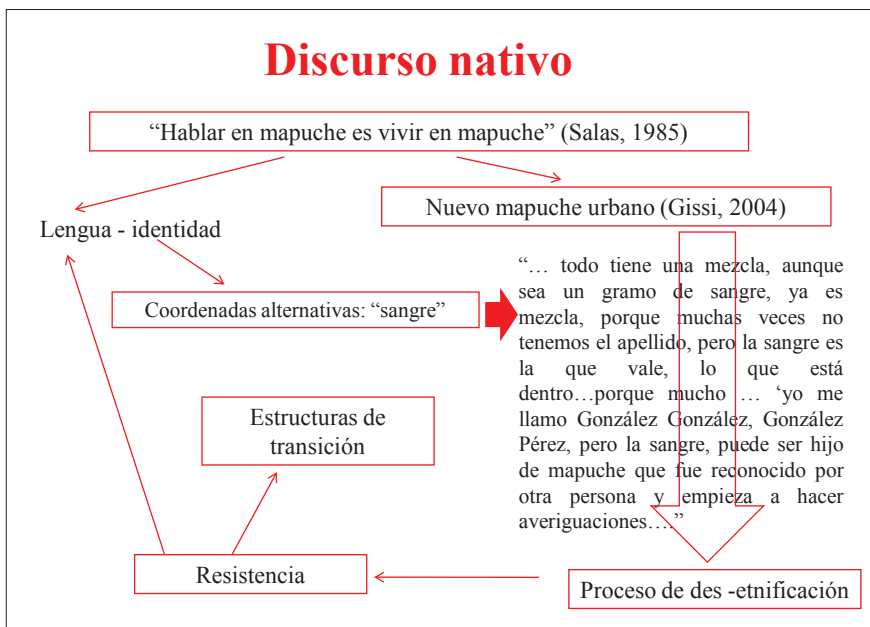 Discurso nativo
“Hablar en mapuche es vivir en mapuche” (Salas, 1985)
Nuevo mapuche urbano (Gissi, 2004)
Lengua - identidad
Coordenadas alternativas: “sangre”
“… todo tiene una mezcla, aunque
sea un gramo de sangre, ya es
mezcla, porque muchas veces no
tenemos el apellido, pero la sangre es
la que vale, lo que está
dentro…porque mucho … ‘yo me
llamo González González, González
Pérez, pero la sangre, puede ser hijo
de mapuche que fue reconocido por
otra persona y empieza a hacer
averiguaciones….”
Estructuras de
transición
Resistencia
Proceso de des -etnificación